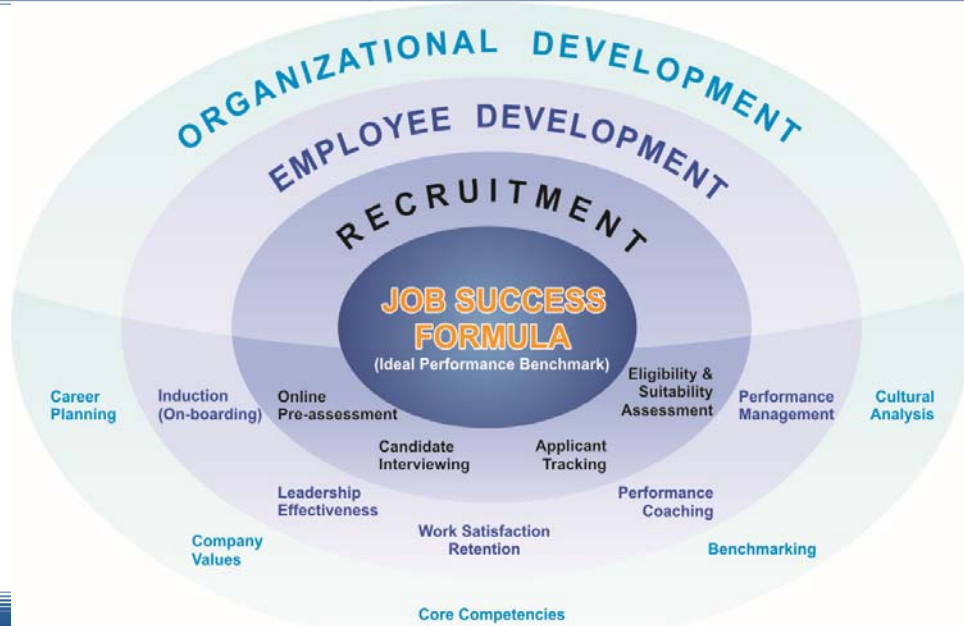 ORGANIZATIONAL DEVELOPMENT
EMPLOYEE DEVELOPMENT
RECRUITMENT
JOB SUCCESS
FORMULA
(Ideal Performance Benchmark)
Career
Planning
Induction
(On-boarding)
Online
Pre-assessment
Eligibility &
Suitability
Assessment
Performance
Management
Cultural
Analysis
Candidate
Interviewing
Applicant
Tracking
Leadership
Effectiveness
Performance
Coaching
Work Satisfaction
Retention
Company
Values
Benchmarking
Core Competencies